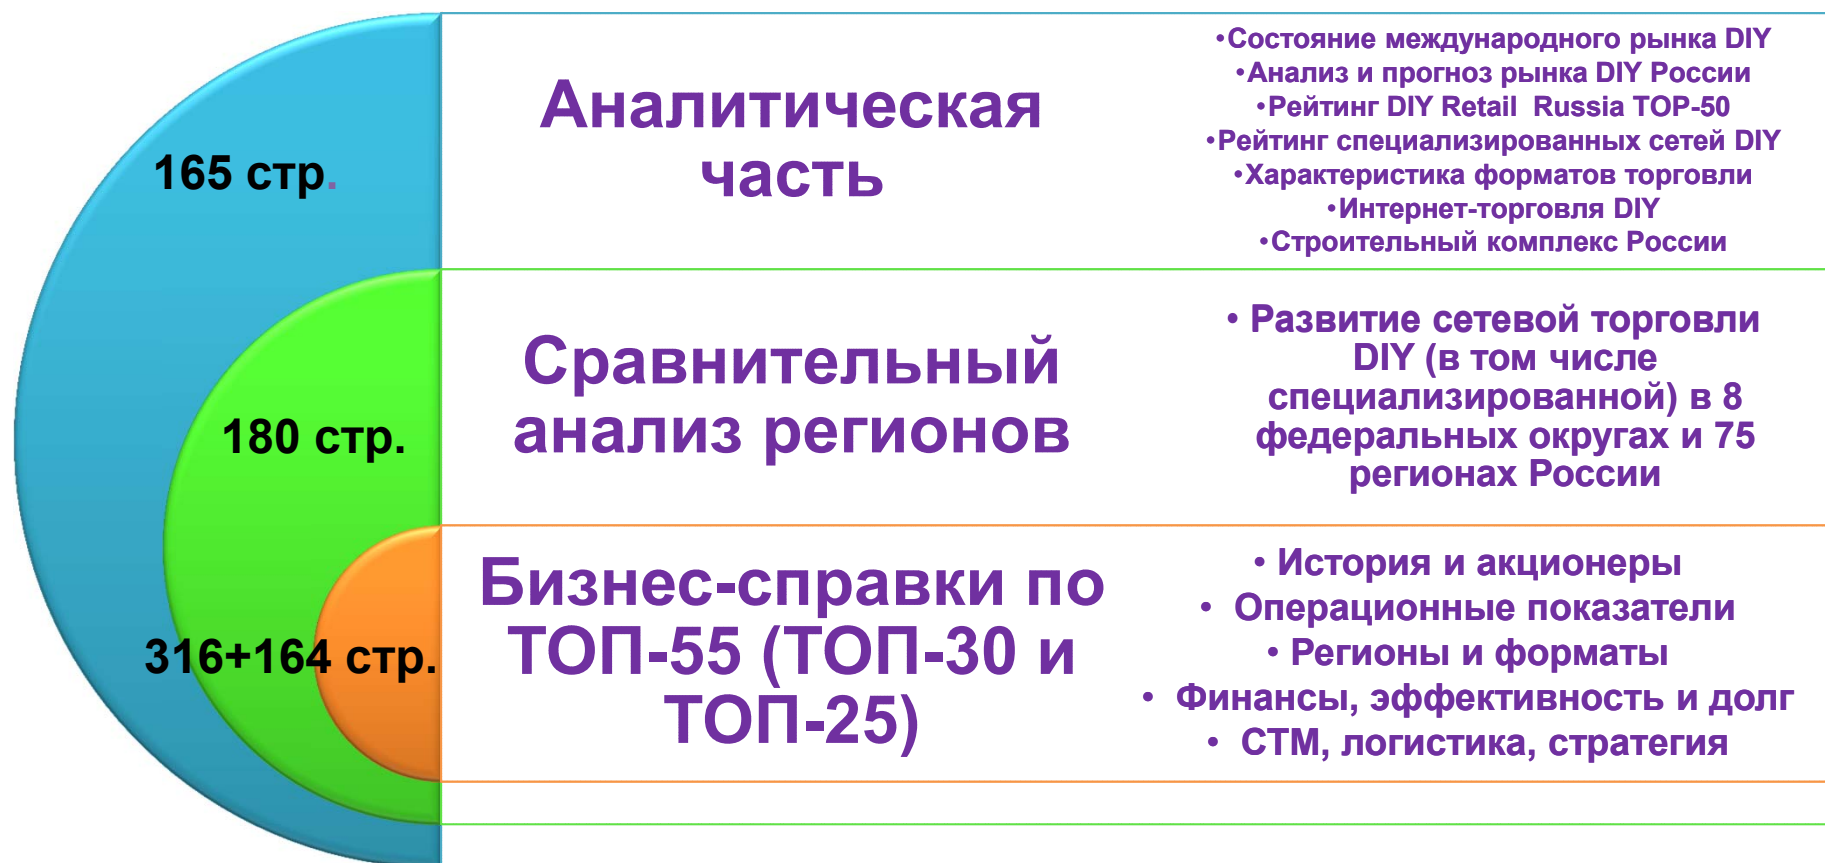 165 стр.
Аналитическая
часть
•Состояние международного рынка DIY
•Анализ и прогноз рынка DIY России
•Рейтинг DIY Retail Russia TOP-50
•Рейтинг специализированных сетей DIY
•Характеристика форматов торговли
•Интернет-торговля DIY
•Строительный комплекс России
180 стр.
Сравнительный
анализ регионов
• Развитие сетевой торговли
DIY (в том числе
специализированной) в 8
федеральных округах и 75
регионах России
316+164 стр.
Бизнес-справки по
ТОП-55 (ТОП-30 и
ТОП-25)
• История и акционеры
• Операционные показатели
• Регионы и форматы
• Финансы, эффективность и долг
• СТМ, логистика, стратегия